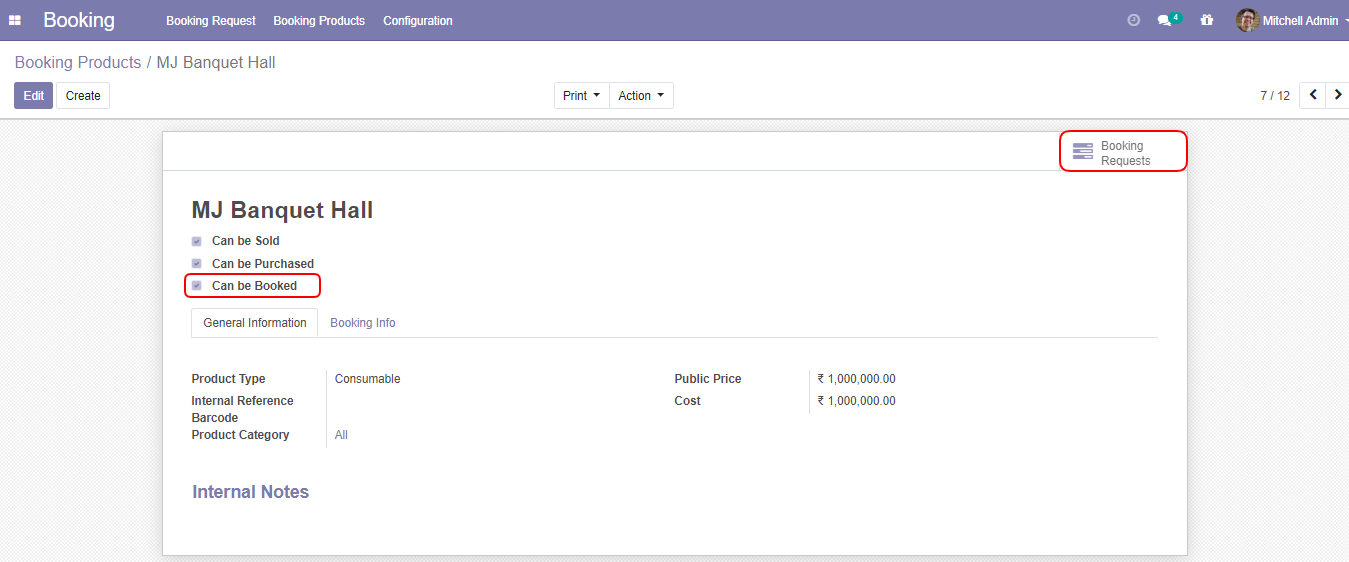 Booking Booking Request Booking Products Configuration 4 Mitchell Admin
Booking Products / MJ Banquet Hall
Edit Create Print Action 7 / 12
Booking
Requests
MJ Banquet Hall
Can be Sold
Can be Purchased
Can be Booked
General Information Booking Info
Product Type Consumable Public Price ₹ 1,000,000.00
Internal Reference Cost ₹ 1,000,000.00
Barcode
Product Category All
Internal Notes